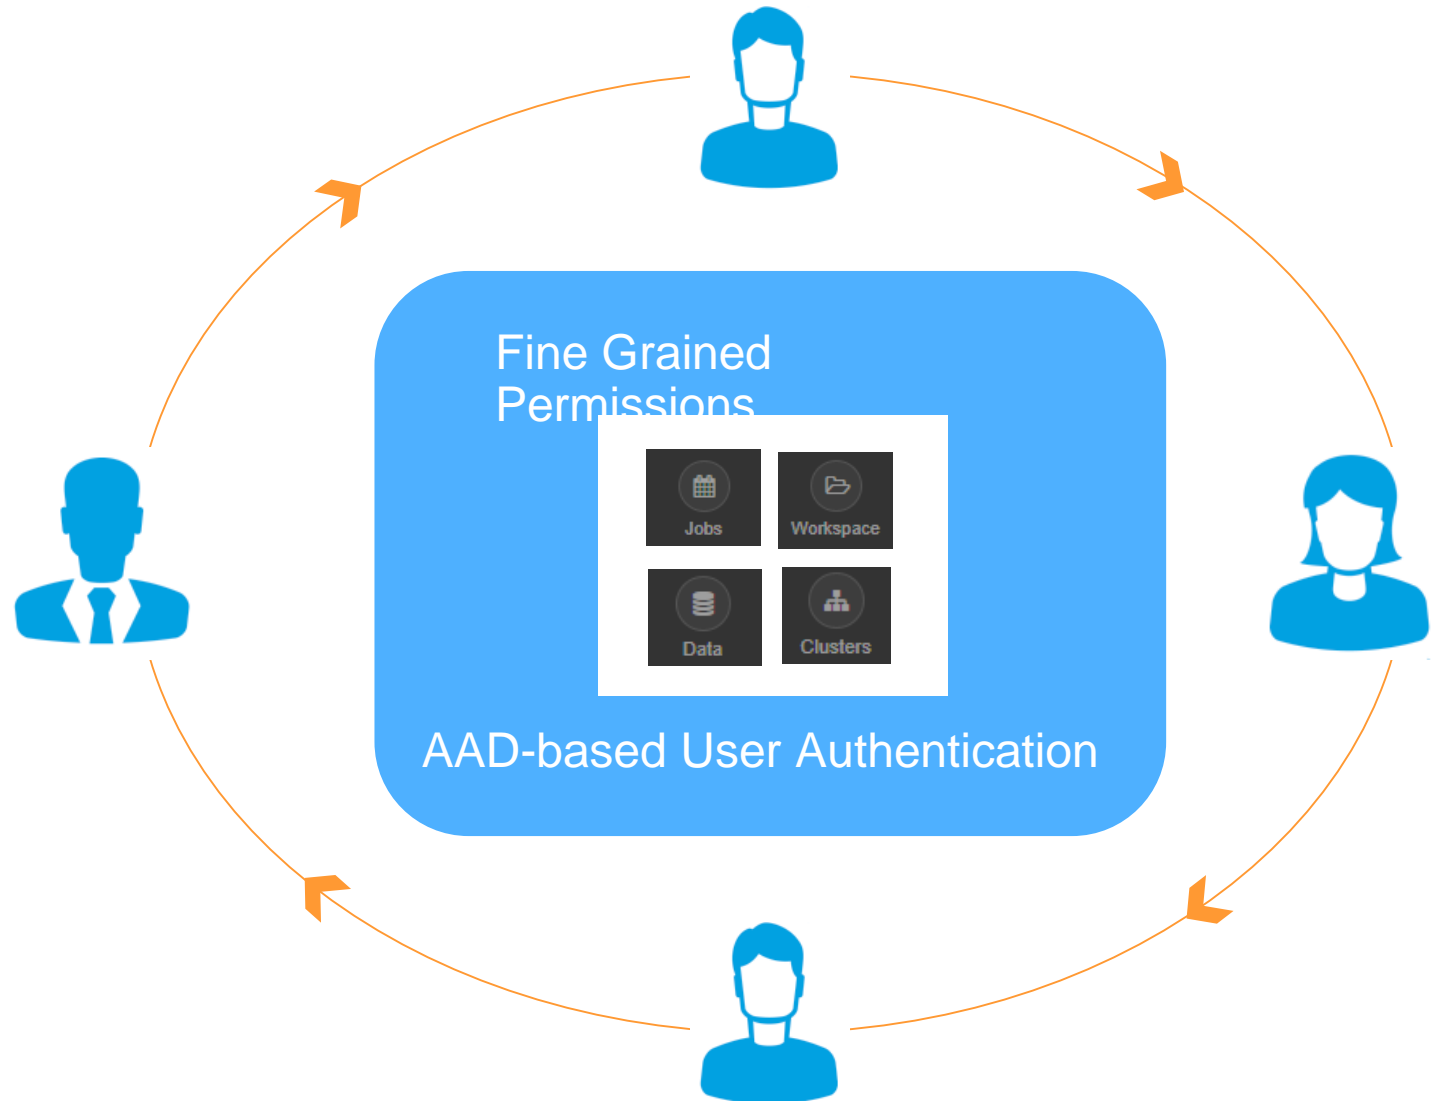 Fine Grained
Permissions
Jobs
Workspace
Data
Clusters
AAD-based User Authentication